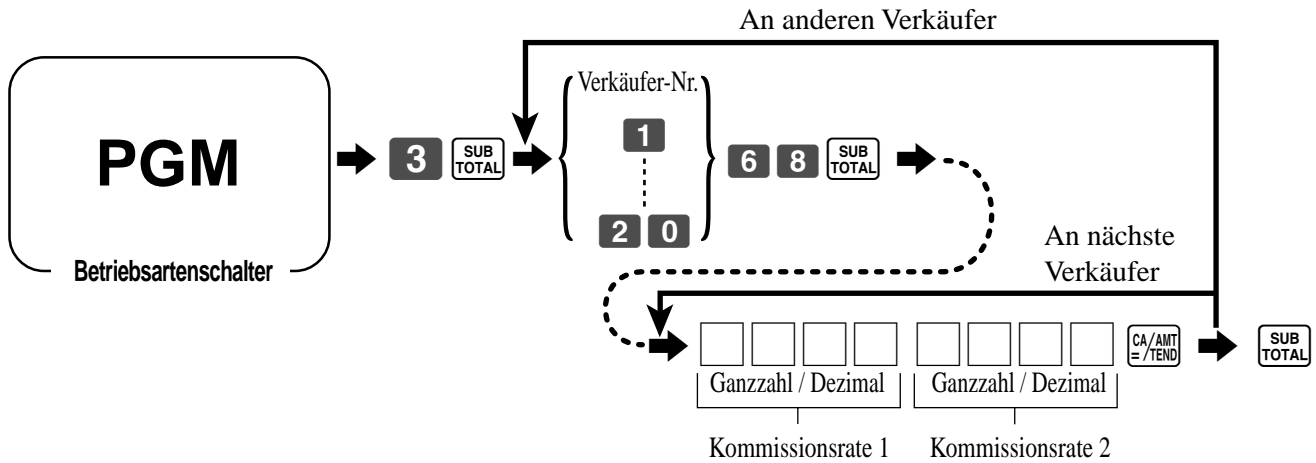 An anderen Verkäufer
Verkäufer-Nr.
PGM
3 SUB TOTAL
1
6 8 SUB TOTAL
2 0
Betriebsartenschalter
An nächste
Verkäufer
CA/AMT = /TEND SUB TOTAL
Ganzzahl / Dezimal Ganzzahl / Dezimal
Kommissionsrate 1 Kommissionsrate 2